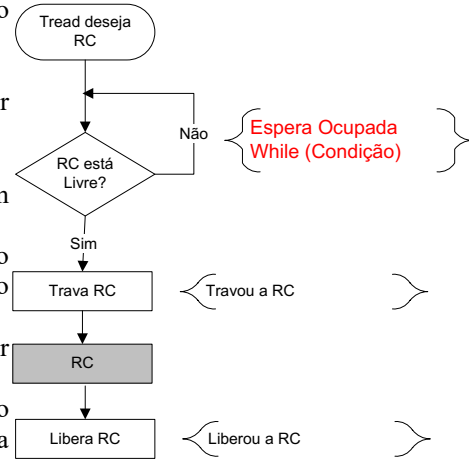 o
Tread deseja
RC
r
Não
Espera Ocupada
While (Condição)
RC está
Livre?
n
Sim
o
o
Trava RC
Travou a RC
r
RC
o
a
Libera RC
Liberou a RC